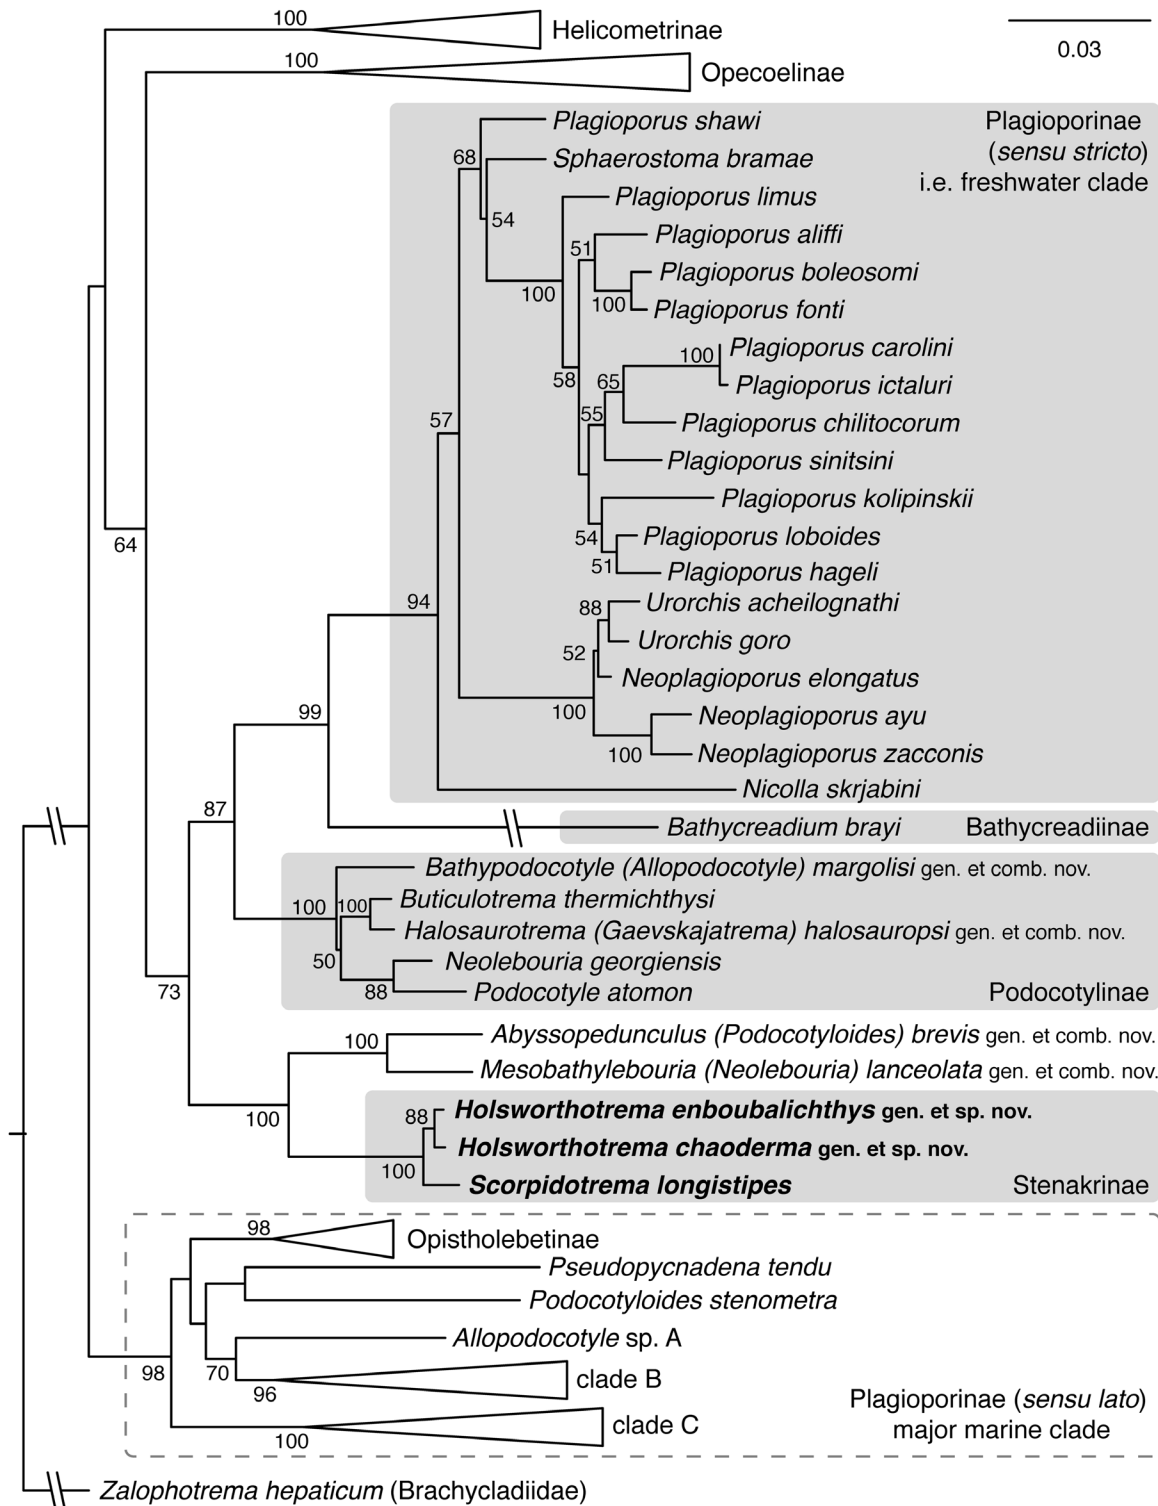 100
Helicometrinae
0.03
100
Opecoelinae
Plagioporus shawi
Plagioporinae
(sensu stricto)
i.e. freshwater clade
68
Sphaerostoma bramae
54
Plagioporus limus
100
51
Plagioporus aliffi
Plagioporus boleosomi
100
Plagioporus fonti
58
100
Plagioporus carolini
65
Plagioporus ictaluri
55
Plagioporus chilitocorum
57
Plagioporus sinitsini
Plagioporus kolipinskii
54
Plagioporus loboides
64
51
Plagioporus hageli
94
88
Urorchis acheilognathi
Urorchis goro
52
Neoplagioporus elongatus
99
100
Neoplagioporus ayu
100
Neoplagioporus zacconis
Nicolla skrjabini
87
Bathycreadium brayi
Bathycreadiinae
Bathypodocotyle (Allopodocotyle) margolisi gen. et comb. nov.
100
100
Buticulotrema thermichthysi
Halosaurotrema (Gaevskajatrema) halosauropsi gen. et comb. nov.
50
Neolebouria georgiensis
88
Podocotyle atomon
Podocotylinae
73
100
Abyssopedunculus (Podocotyloides) brevis gen. et comb. nov.
Mesobathylebouria (Neolebouria) lanceolata gen. et comb. nov.
100
88
Holsworthotrema enboubalichthys gen. et sp. nov.
Holsworthotrema chaoderma gen. et sp. nov.
100
Scorpidotrema longistipes
Stenakrinae
98
Opistholebetinae
Pseudopycnadena tendu
Podocotyloides stenometra
Allopodocotyle sp. A
98
70
96
clade B
Plagioporinae (sensu lato)
major marine clade
clade C
100
Zalophotrema hepaticum (Brachycladiidae)